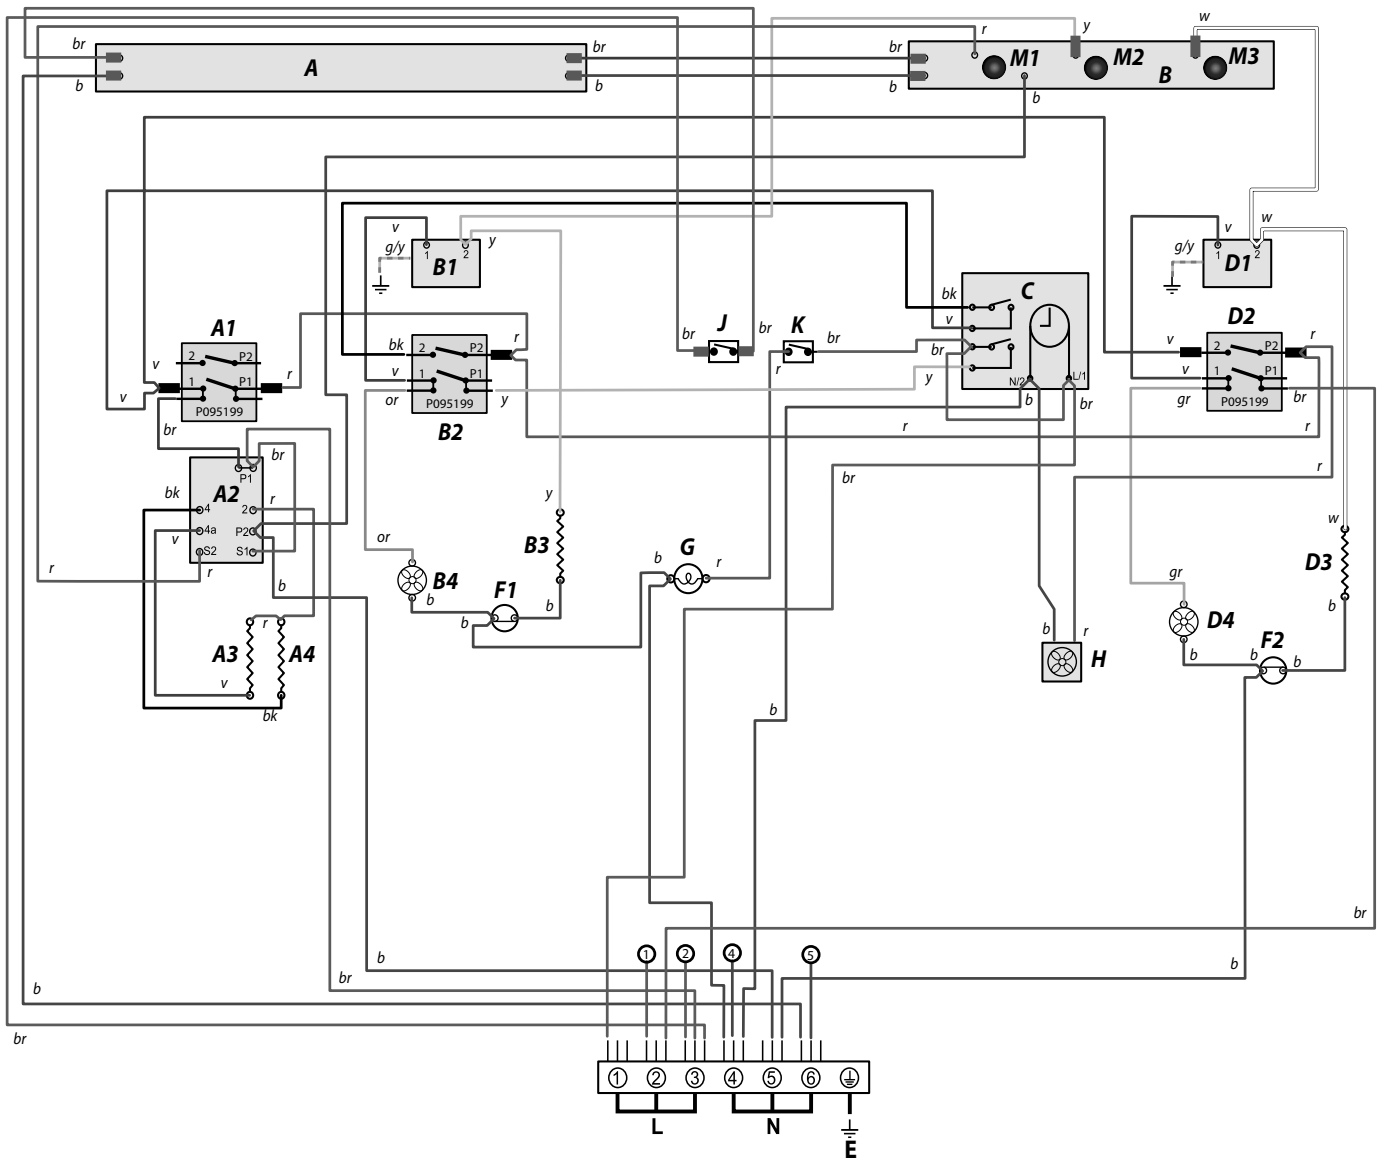 w
r
y
br
A
br
br
M1
M2
M3
B
b
b
b
b
v
y
g/y
1
2
B1
w
v
g/y
1
2
D1
bk
C
v
br
y
N/2
L/1
b
br
A1
r
v
2
P2
1
P1
P095199
v
br
bk
2
P2
r
v
1
P1
or
P095199
y
B2
br
J
br
K
br
r
D2
r
v
2
P2
v
1
P1
gr
P095199
br
r
r
br
r
br
P1
bk
A2
r
4
2
4a
P2
v
S2
S1
r
r
b
y
or
B3
B4
b
F1
b
b
b
G
r
w
D3
gr
b
D4
b
b
F2
b
b
r
H
r
A3
A4
v
bk
b
br
b
b
br
b
br
1
2
4
5
1
2
3
4
5
6
L
N
E